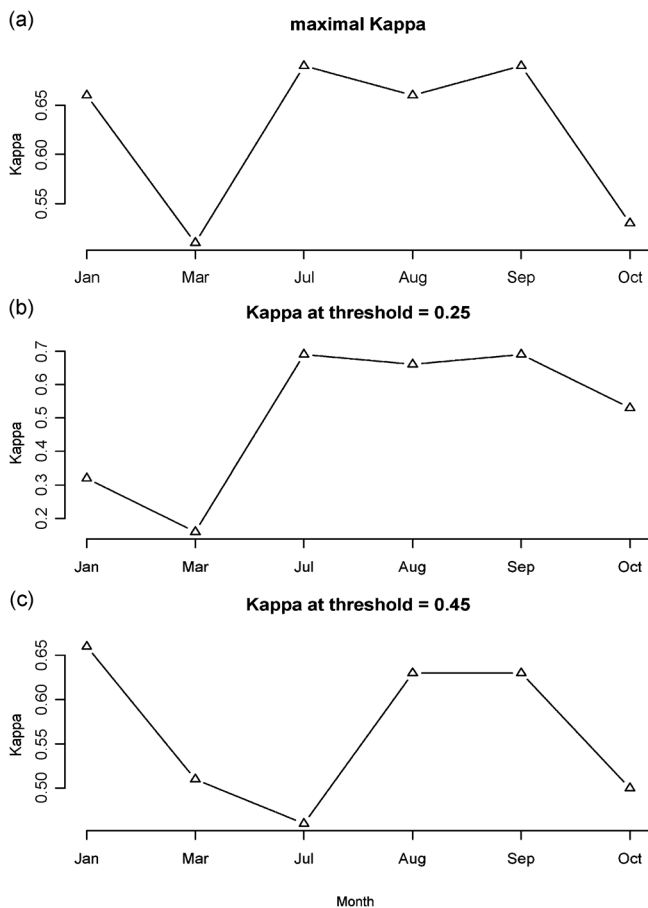 (a)
maximal Kappa
Kappa
0.65
0.60
0.55
Jan Mar Jul Aug Sep Oct
(b)
Kappa at threshold = 0.25
Kappa
0.7
0.6
0.5
0.4
0.3
0.2
Jan Mar Jul Aug Sep Oct
(c)
Kappa at threshold = 0.45
Kappa
0.65
0.60
0.55
0.50
Jan Mar Jul Aug Sep Oct
Month